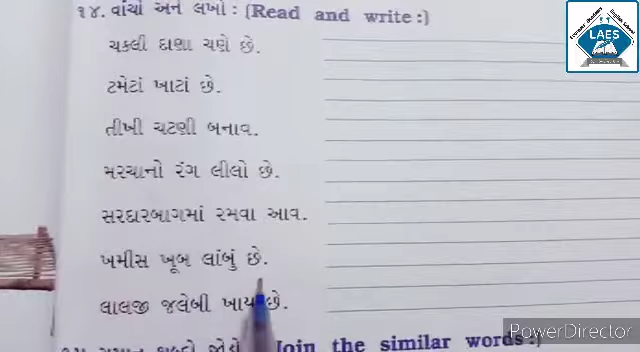 ૧૪. વાંચો અને લખો : (Read and write :)
ચકલી દાણા ચણે છે.
ટમેટાં ખાટાં છે.
તીખી ચટણી બનાવ.
મરચાનો રંગ લીલો છે.
સરદારબાગમાં રમવા આવ.
ખમીસ ખૂબ લાંબું છે.
લાલજી જલેબી ખાય છે.
Join the similar words :)
LAES
PowerDirector